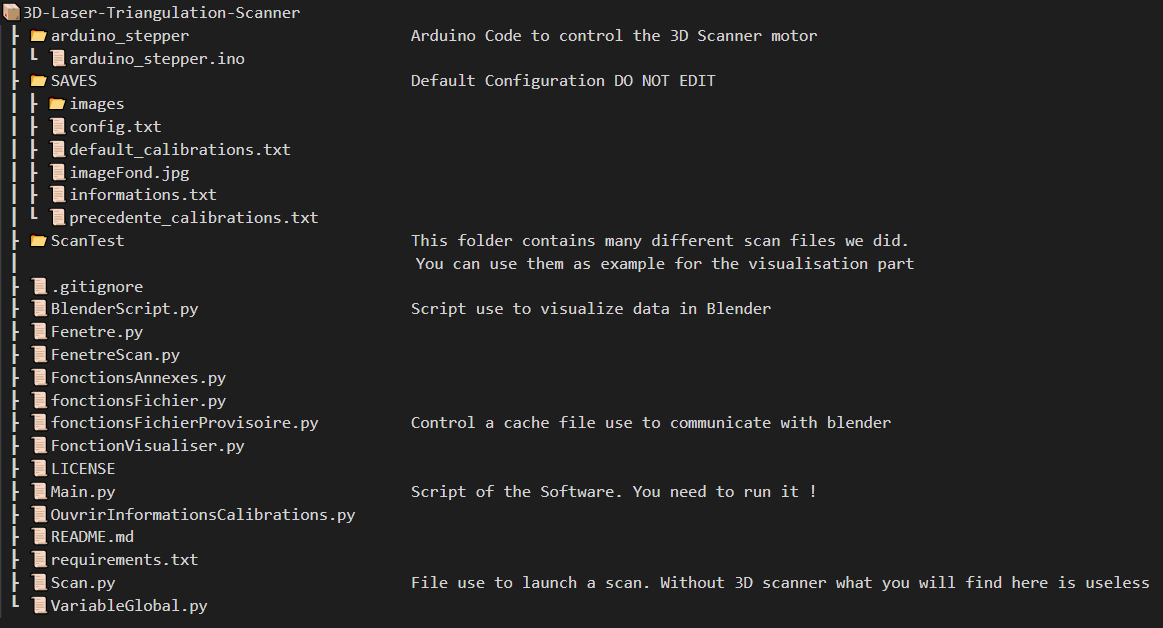 3D-Laser-Triangulation-Scanner
arduino_stepper Arduino Code to control the 3D Scanner motor
arduino_stepper.ino
SAVES Default Configuration DO NOT EDIT
images
config.txt
default_calibrations.txt
imageFond.jpg
informations.txt
precedente_calibrations.txt
ScanTest This folder contains many different scan files we did.
You can use them as example for the visualisation part
.gitignore
BlenderScript.py Script use to visualize data in Blender
Fenetre.py
FenetreScan.py
FonctionsAnnexes.py
fonctionsFichier.py
fonctionsFichierProvisoire.py Control a cache file use to communicate with blender
FonctionVisualiser.py
LICENSE
Main.py Script of the Software. You need to run it !
OuvrirInformationsCalibrations.py
README.md
requirements.txt
Scan.py File use to launch a scan. Without 3D scanner what you will find here is useless
VariableGlobal.py